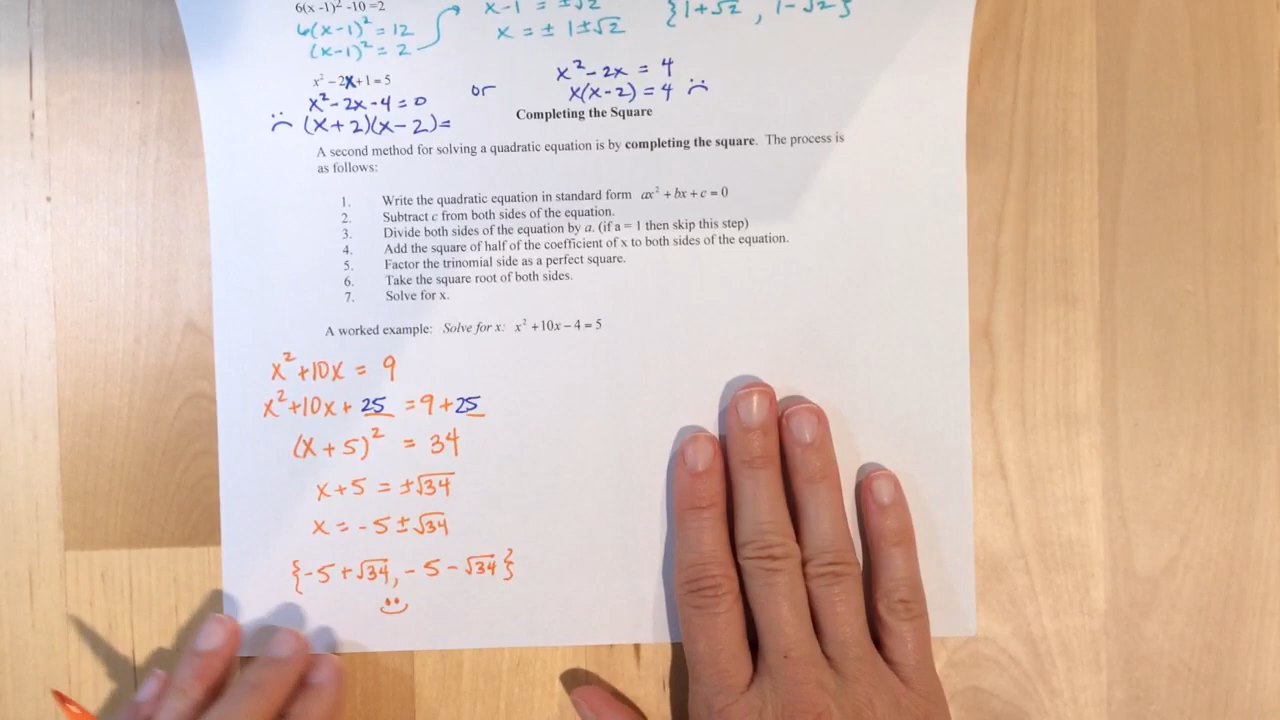 6(x -1)² -10 =2
6(x-1)² = 12
(x-1)² = 2
x-1 = ±√2
x = ± 1±√2
{1+√2 , 1-√2}
x² - 2x+1 = 5
x²-2x-4=0
(x+2)(x-2)=
or
x²-2x = 4
x(x-2) = 4
Completing the Square
A second method for solving a quadratic equation is by completing the square. The process is
as follows:
1. Write the quadratic equation in standard form ax² + bx + c = 0
2. Subtract c from both sides of the equation.
3. Divide both sides of the equation by a. (if a = 1 then skip this step)
4. Add the square of half of the coefficient of x to both sides of the equation.
5. Factor the trinomial side as a perfect square.
6. Take the square root of both sides.
7. Solve for x.
A worked example: Solve for x: x² +10x - 4 = 5
x²+10x = 9
x²+10x+ 25 =9+25
(x+5)² = 34
x+5 = ±√34
x = -5±√34
{-5+√34, -5-√34}